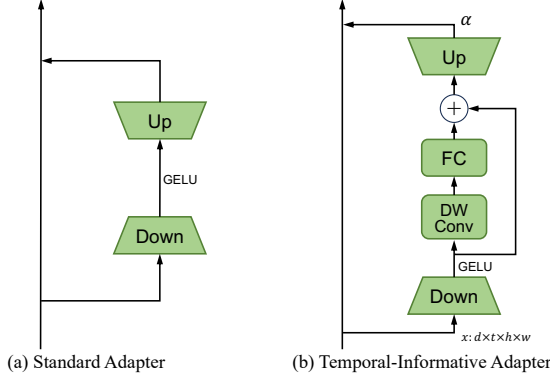 Up
GELU
Down
(a) Standard Adapter
α
Up
+
FC
DW
Conv
GELU
Down
x: d×t×h×w
(b) Temporal-Informative Adapter